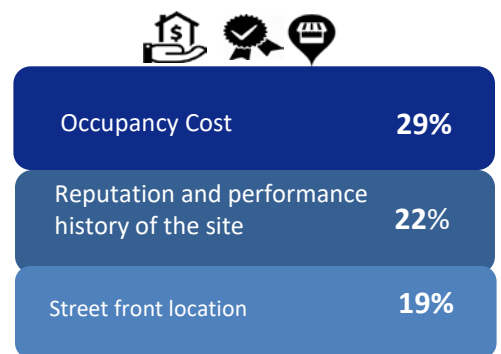 $
Occupancy Cost 29%
Reputation and performance
history of the site 22%
Street front location 19%